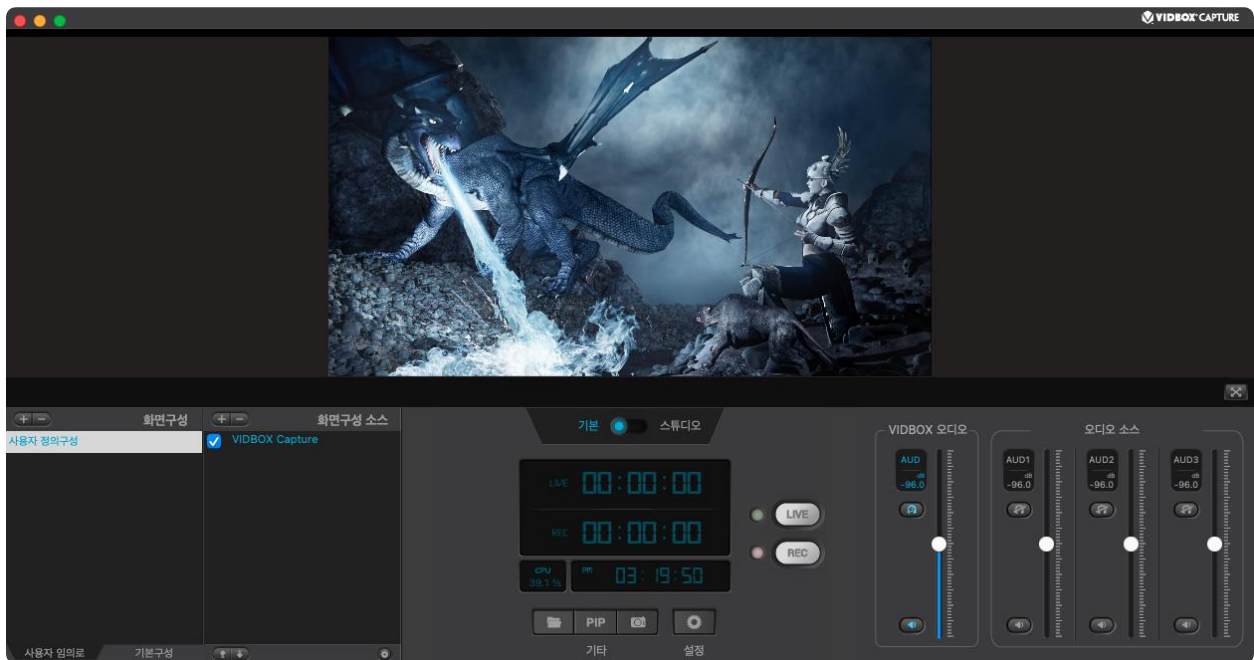 VIDBOX CAPTURE
화면구성
화면구성 소스
사용자 정의구성
VIDBOX Capture
사용자 임의로
기본구성
기본
스튜디오
LIVE 00:00:00
REC 00:00:00
CPU
39.1 %
PM 03:19:50
LIVE
REC
PIP
기타
설정
VIDBOX 오디오
오디오 소스
AUD
dB
-96.0
AUD1
dB
-96.0
AUD2
dB
-96.0
AUD3
dB
-96.0